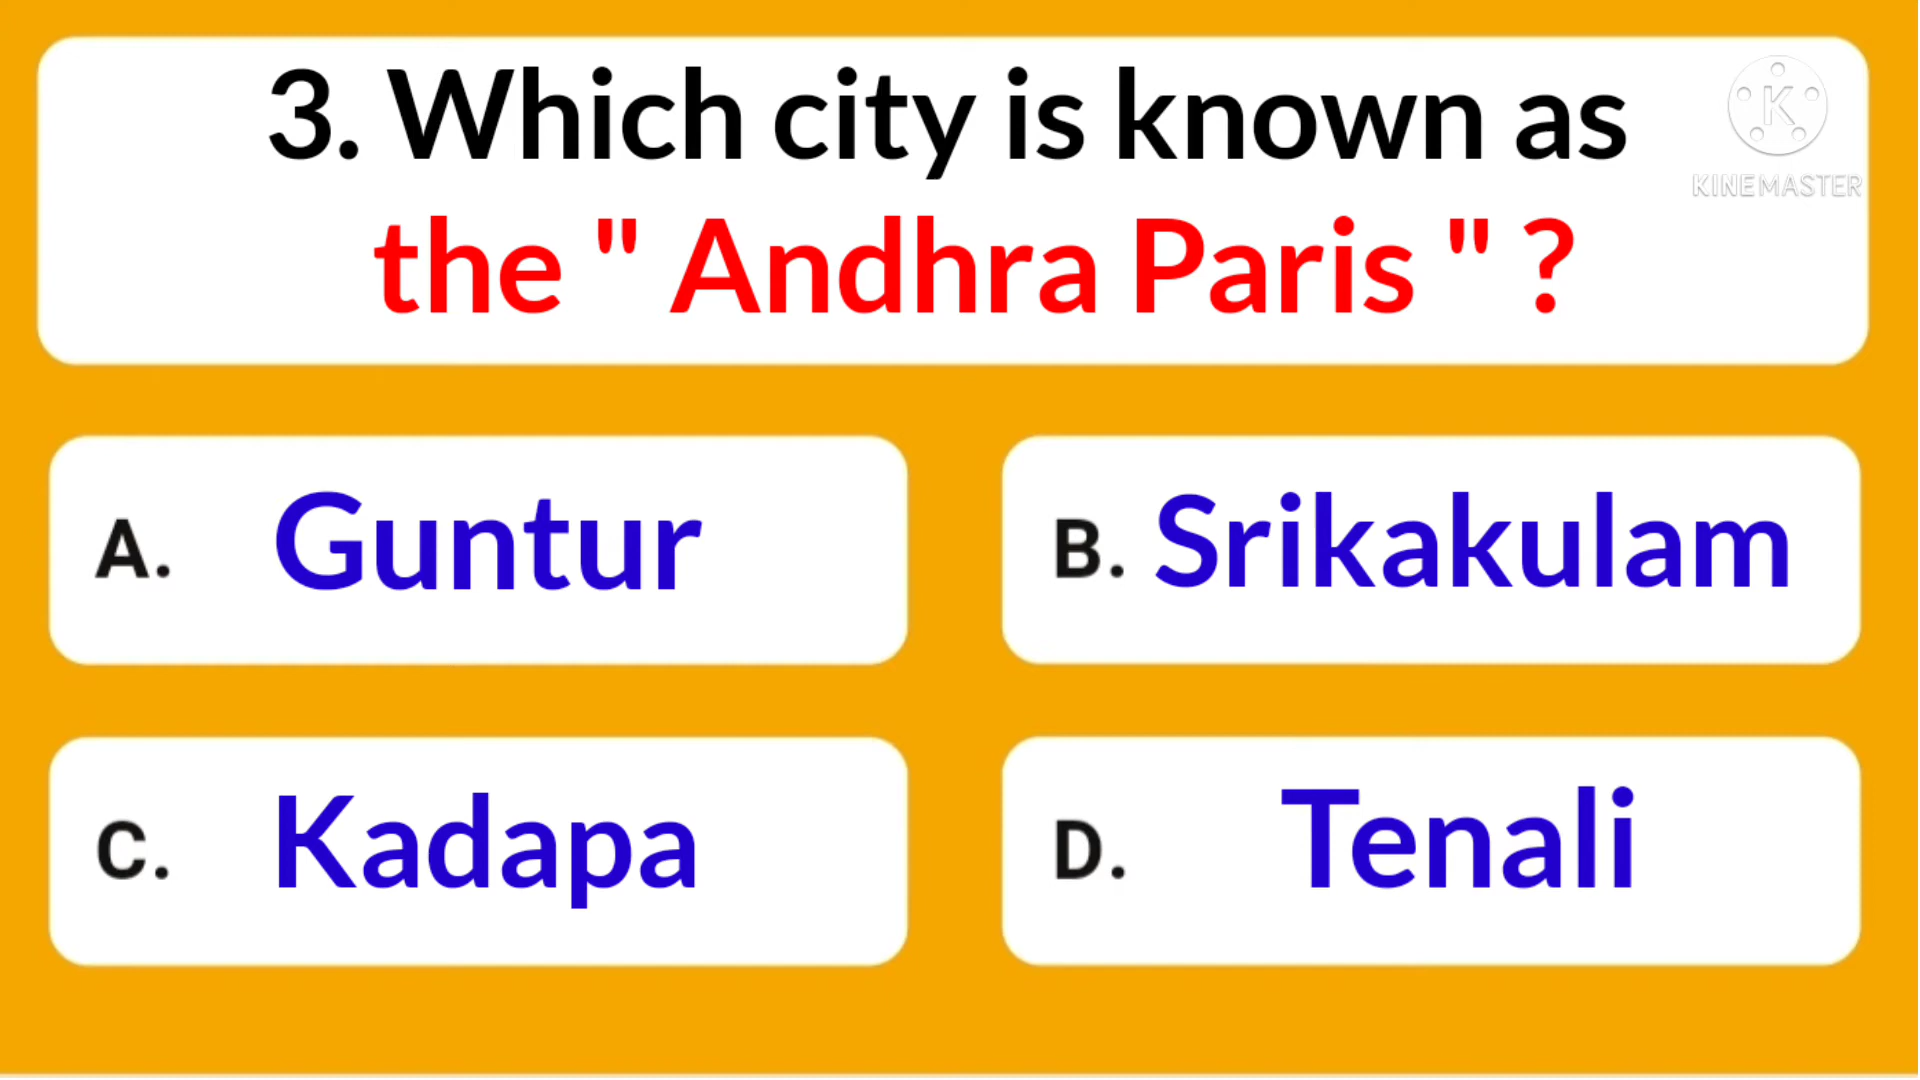 3. Which city is known as
the " Andhra Paris " ?
K
KINEMASTER
A. Guntur
B. Srikakulam
C. Kadapa
D. Tenali